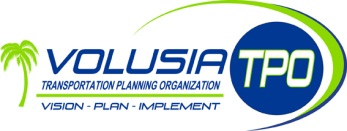 VOLUSIA TPO
TRANSPORTATION PLANNING ORGANIZATION
VISION - PLAN - IMPLEMENT